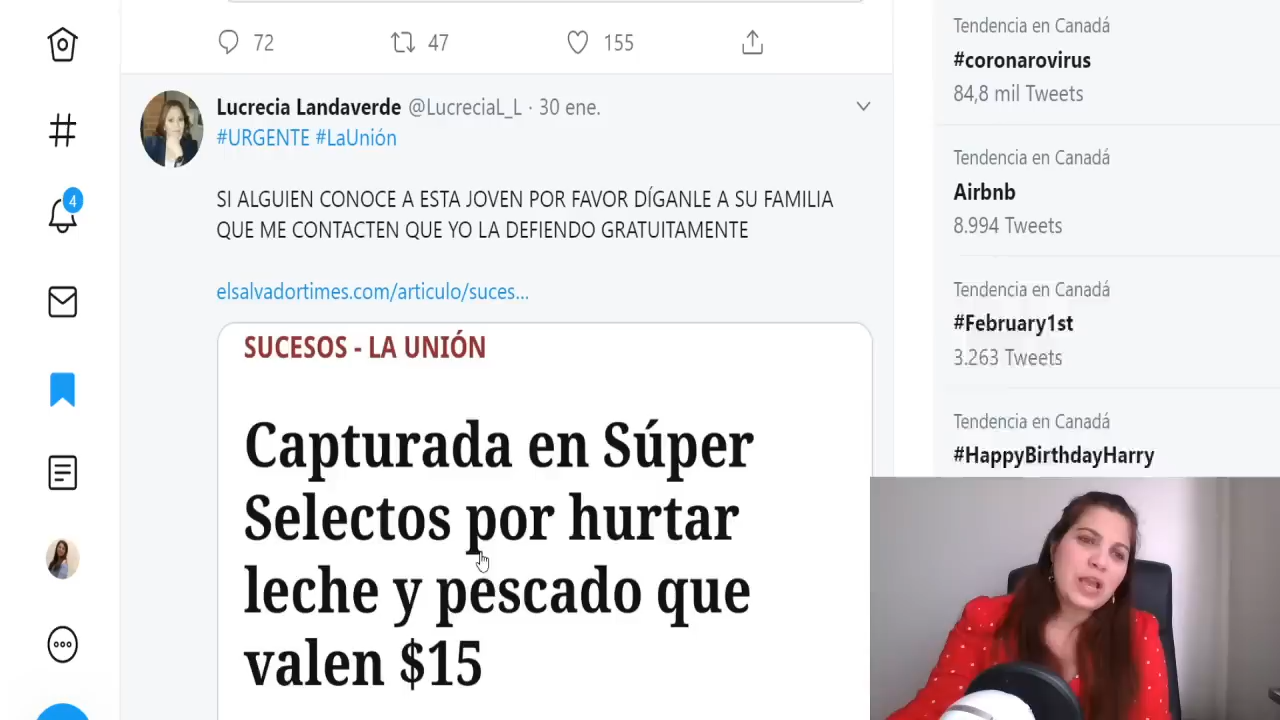 72 47 155
Lucrecia Landaverde @LucreciaL_L · 30 ene.
#URGENTE #LaUnión
SI ALGUIEN CONOCE A ESTA JOVEN POR FAVOR DÍGANLE A SU FAMILIA
QUE ME CONTACTEN QUE YO LA DEFIENDO GRATUITAMENTE
elsalvadortimes.com/articulo/suces...
SUCESOS - LA UNIÓN
Capturada en Súper
Selectos por hurtar
leche y pescado que
valen $15
4
Tendencia en Canadá
#coronarovirus
84,8 mil Tweets
Tendencia en Canadá
Airbnb
8.994 Tweets
Tendencia en Canadá
#February1st
3.263 Tweets
Tendencia en Canadá
#HappyBirthdayHarry